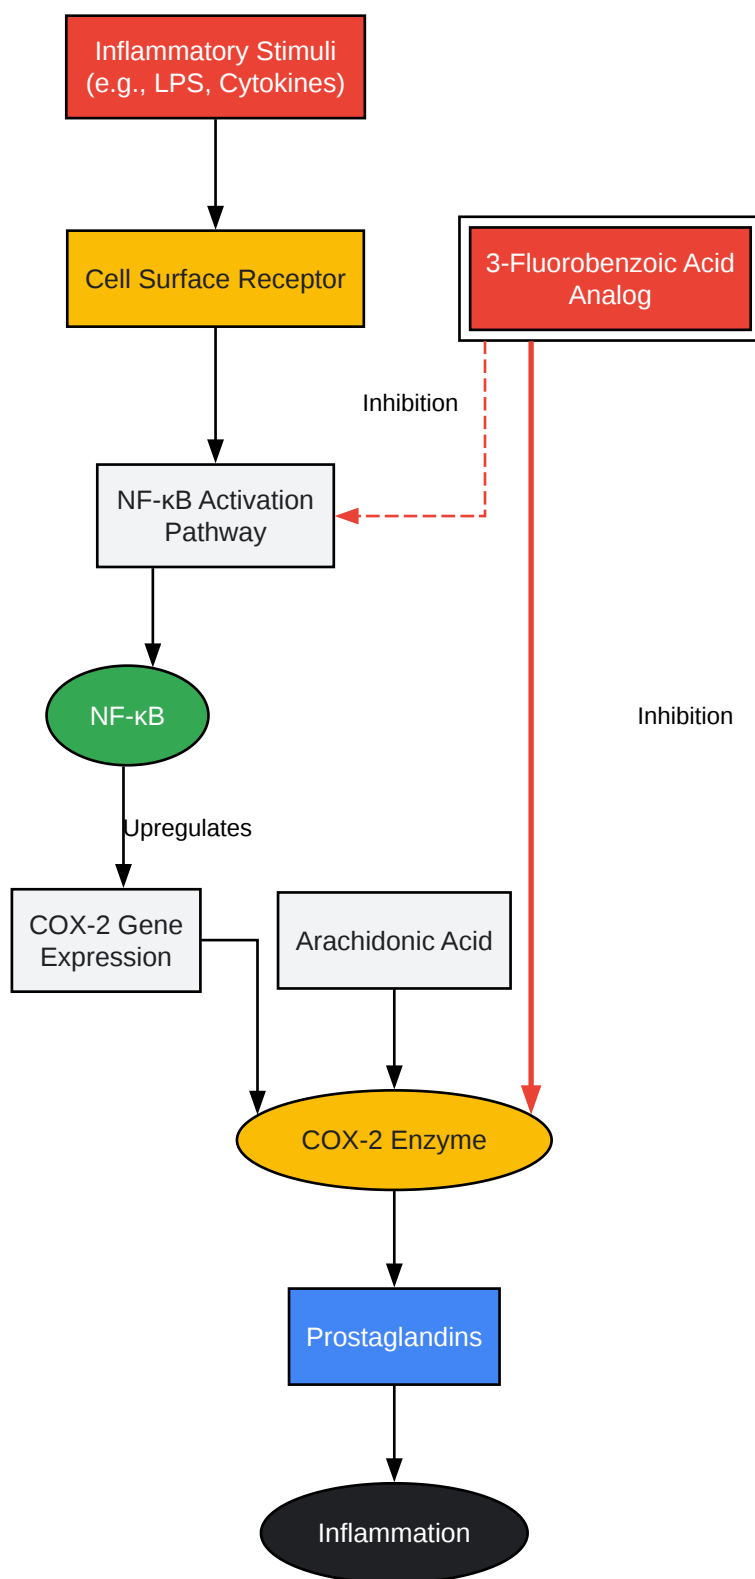 Inflammatory Stimuli
(e.g., LPS, Cytokines)
Cell Surface Receptor
3-Fluorobenzoic Acid
Analog
Inhibition
NF-κB Activation
Pathway
NF-κB
Inhibition
Upregulates
COX-2 Gene
Expression
Arachidonic Acid
COX-2 Enzyme
Prostaglandins
Inflammation